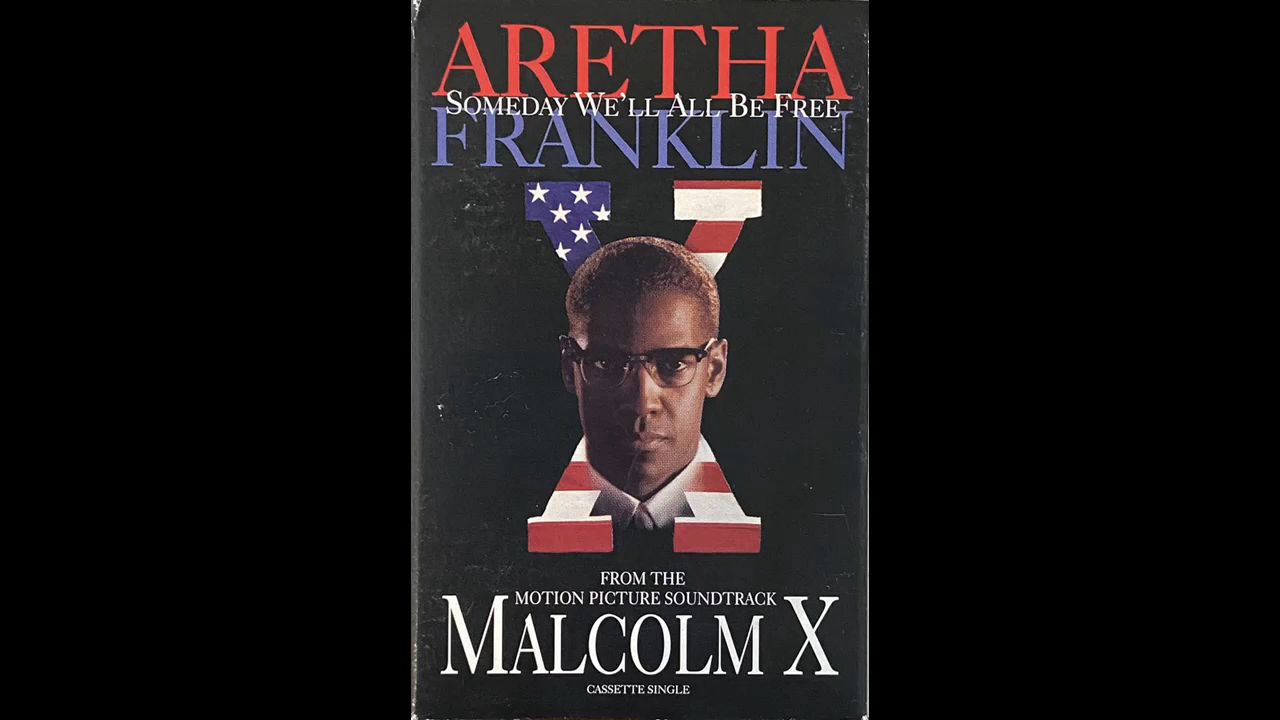 ARETHA
SOMEDAY WE'LL ALL BE FREE
FRANKLIN
FROM THE
MOTION PICTURE SOUNDTRACK
MALCOLM X
CASSETTE SINGLE